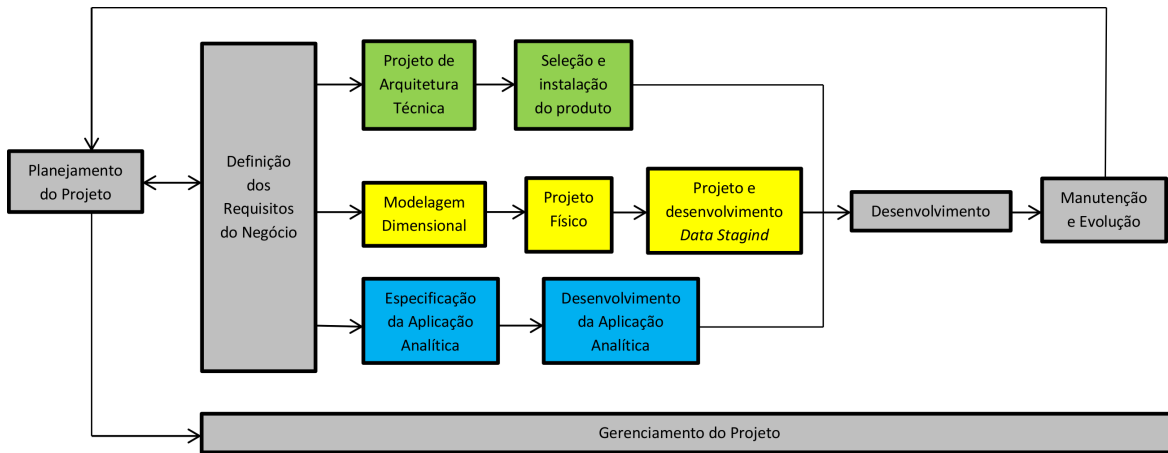 Planejamento
do Projeto
Definição
dos
Requisitos
do Negócio
Projeto de
Arquitetura
Técnica
Seleção e
instalação
do produto
Modelagem
Dimensional
Projeto
Físico
Projeto e
desenvolvimento
Data Stagind
Especificação
da Aplicação
Analítica
Desenvolvimento
da Aplicação
Analítica
Desenvolvimento
Manutenção
e Evolução
Gerenciamento do Projeto